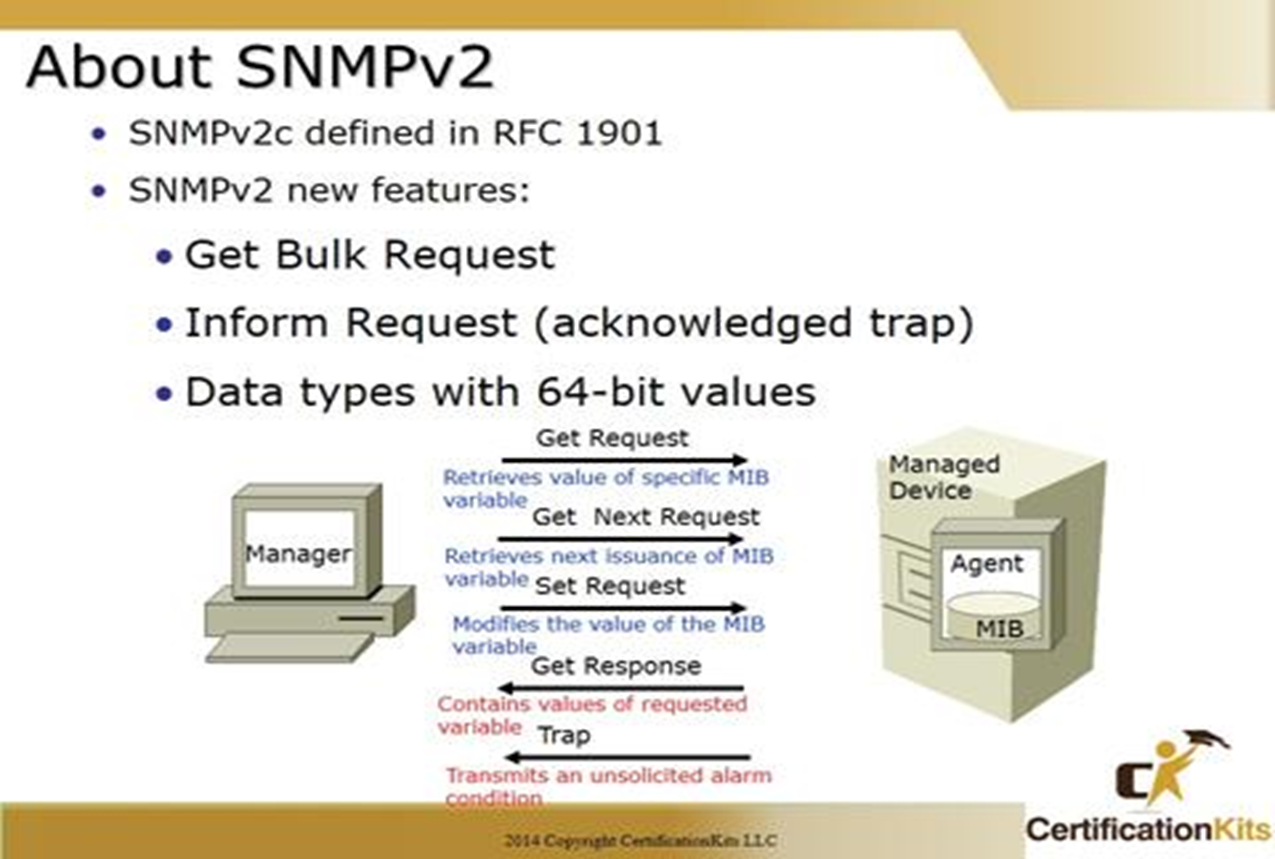 About SNMPv2
• SNMPv2c defined in RFC 1901
• SNMPv2 new features:
• Get Bulk Request
• Inform Request (acknowledged trap)
• Data types with 64-bit values
Get Request
Retrieves value of specific MIB
variable
Get Next Request
Retrieves next issuance of MIB
variable
Set Request
Modifies the value of the MIB
variable
Get Response
Contains values of requested
variable
Trap
Transmits an unsolicited alarm
condition
Manager
Managed
Device
Agent
MIB
CK
CertificationKits
2014 Copyright CertificationKits LLC